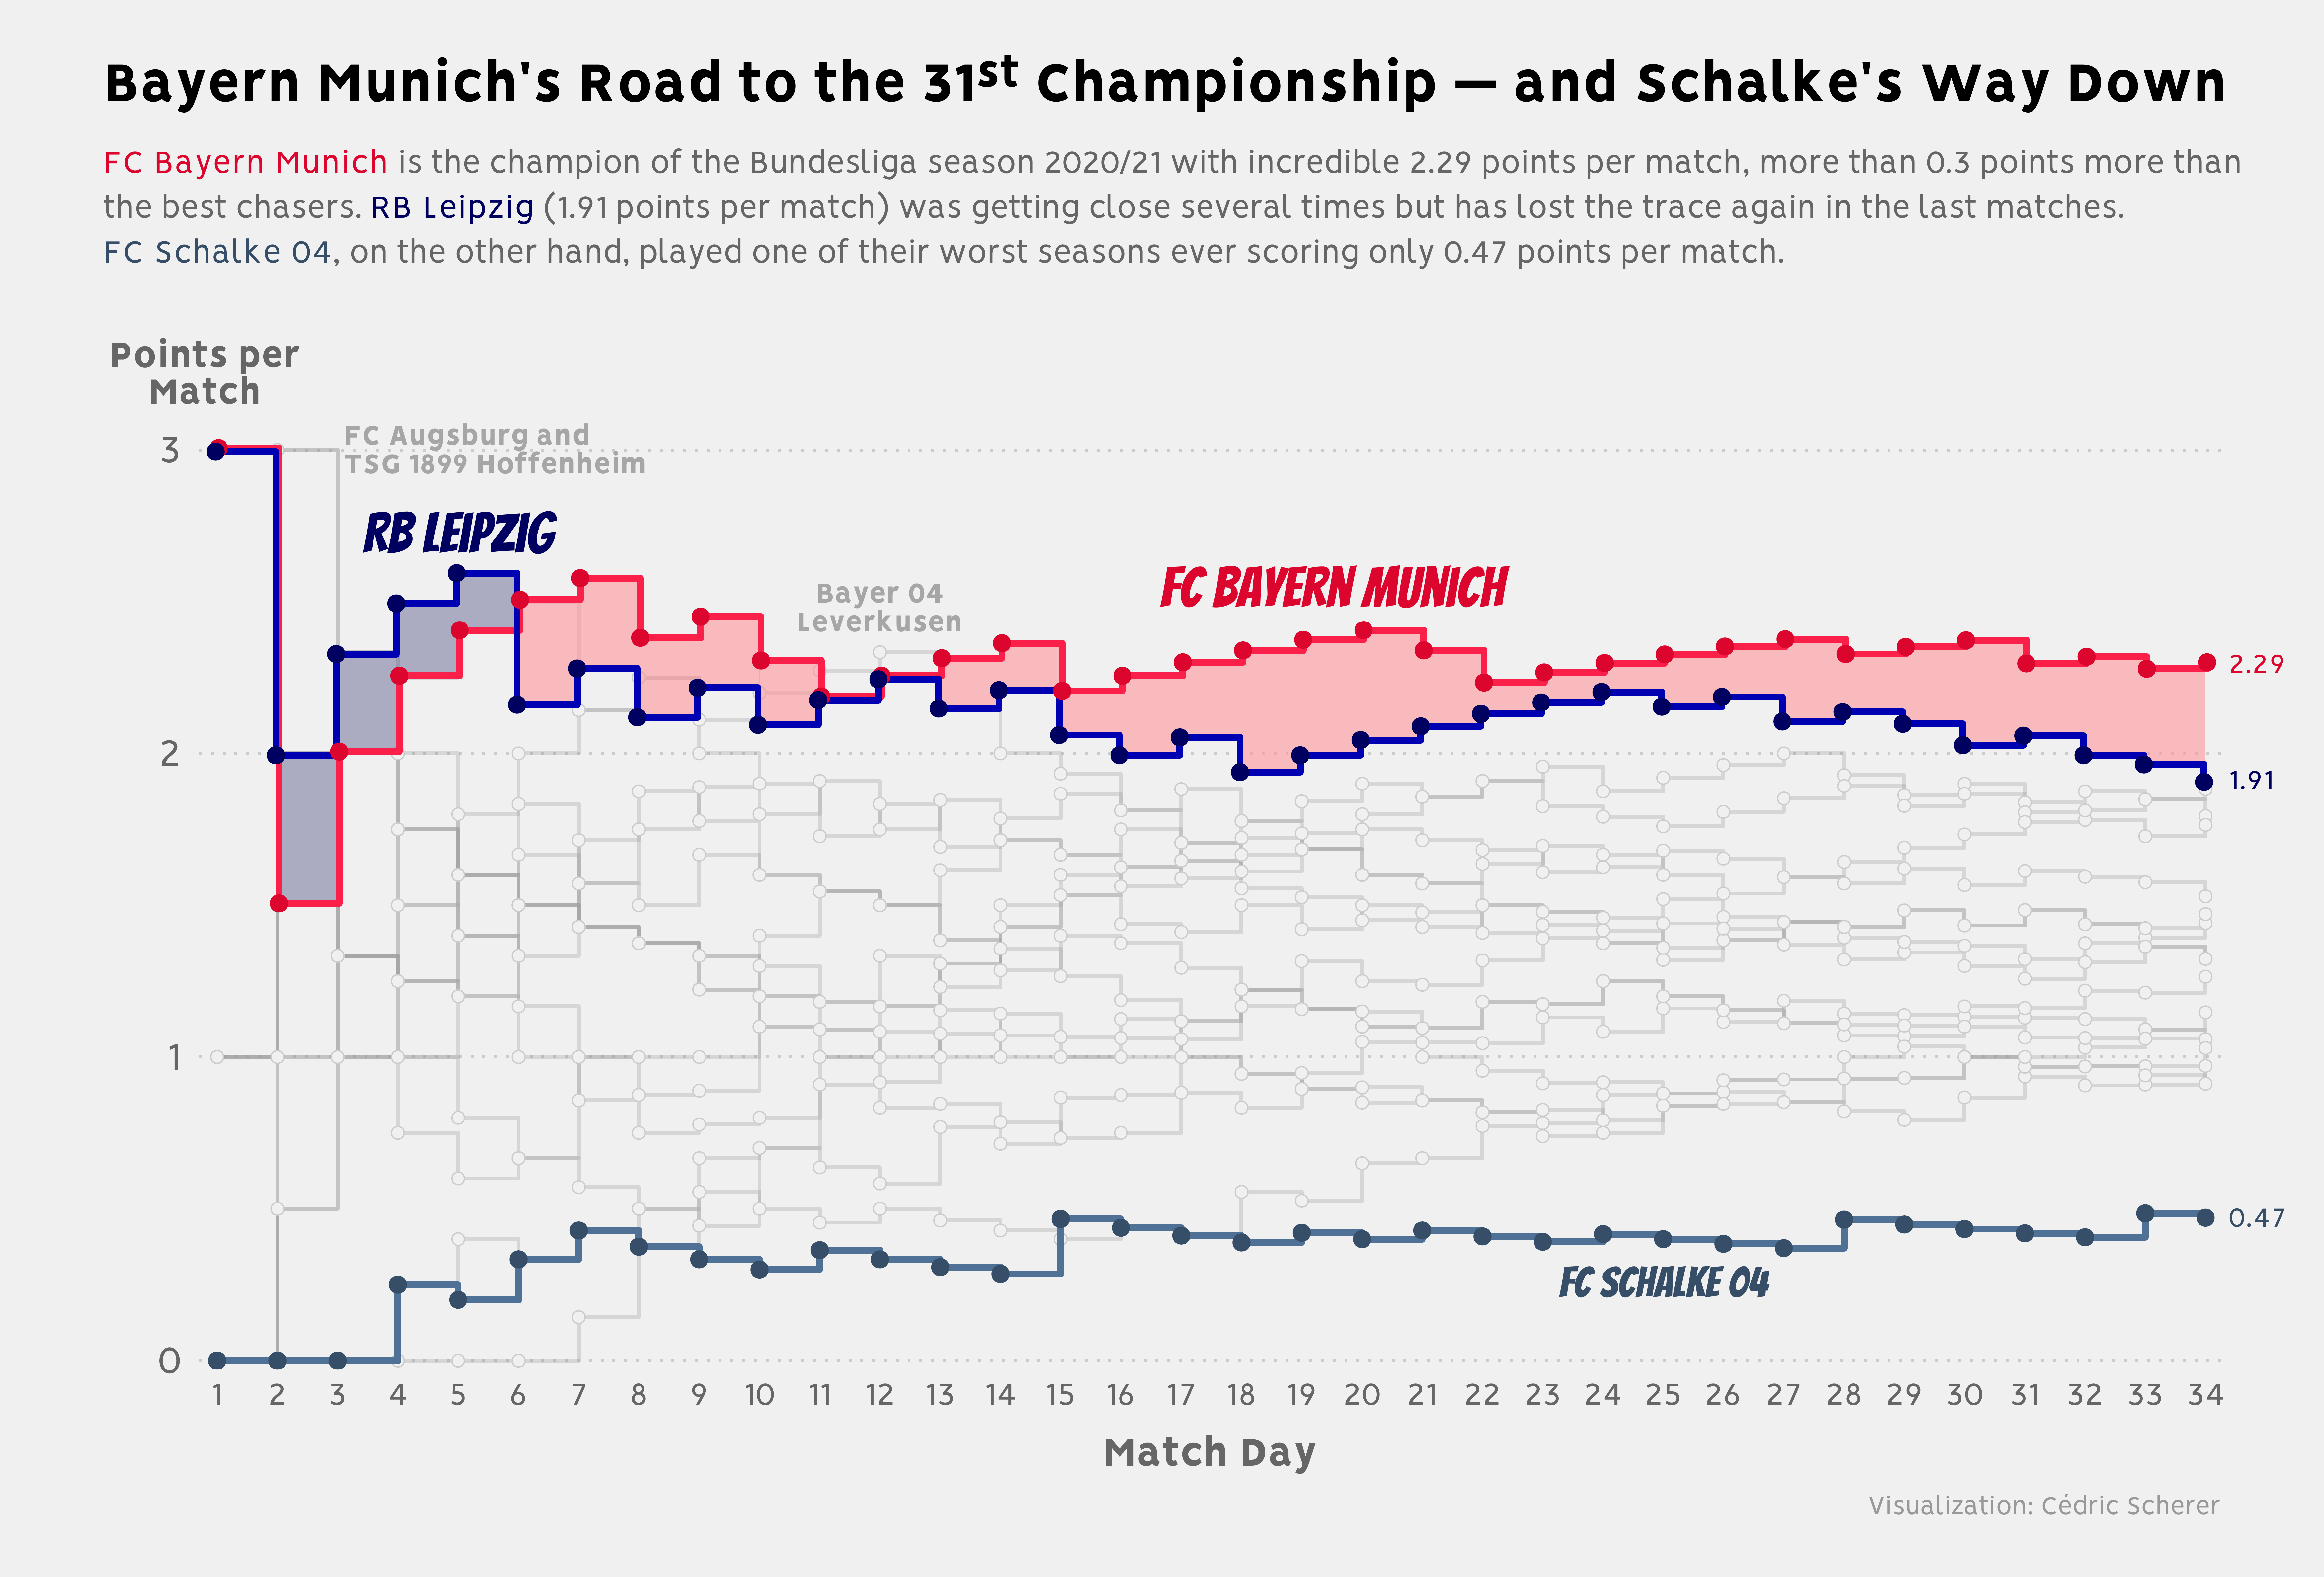 Bayern Munich's Road to the 31st Championship — and Schalke's Way Down
FC Bayern Munich is the champion of the Bundesliga season 2020/21 with incredible 2.29 points per match, more than 0.3 points more than
the best chasers. RB Leipzig (1.91 points per match) was getting close several times but has lost the trace again in the last matches.
FC Schalke 04, on the other hand, played one of their worst seasons ever scoring only 0.47 points per match.
Points per
Match
FC Augsburg and
TSG 1899 Hoffenheim
3
RB LEIPZIG
FC BAYERN MUNICH
Bayer 04
Leverkusen
2.29
2
1.91
1
0.47
FC SCHALKE 04
0
1 2 3 4 5 6 7 8 9 10 11 12 13 14 15 16 17 18 19 20 21 22 23 24 25 26 27 28 29 30 31 32 33 34
Match Day
Visualization: Cédric Scherer